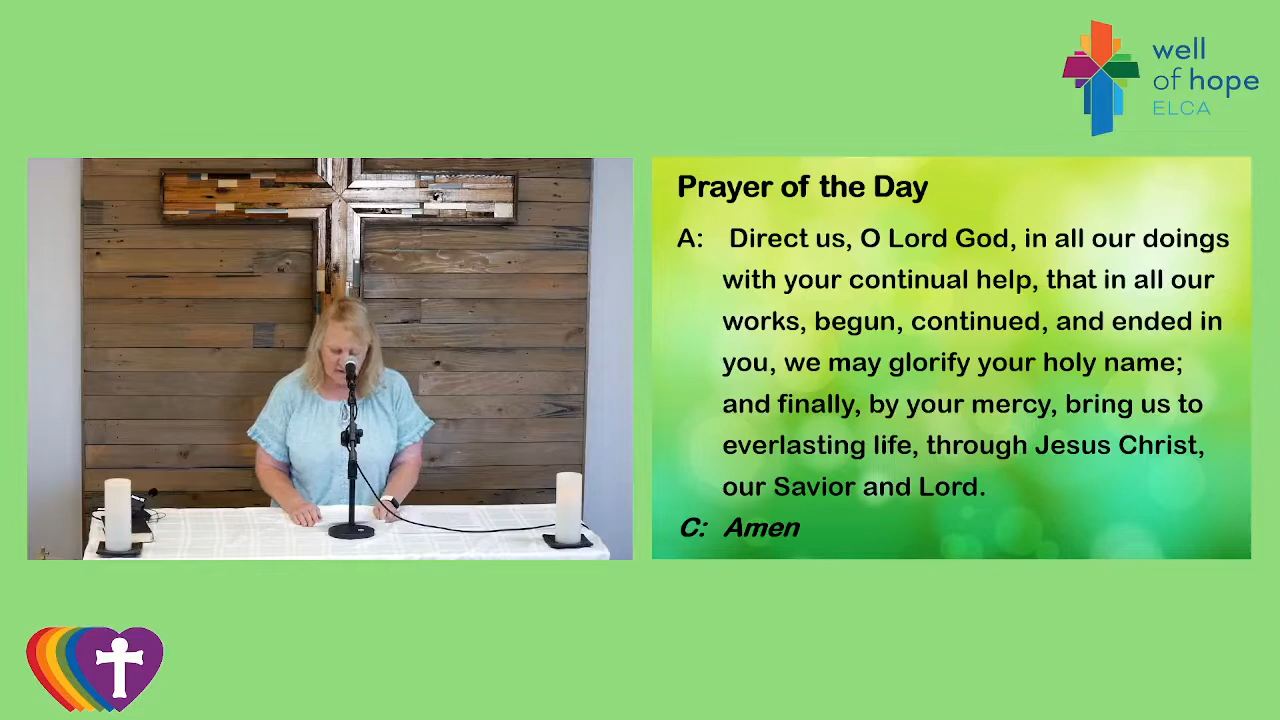 well
of hope
ELCA
Prayer of the Day
A: Direct us, O Lord God, in all our doings
with your continual help, that in all our
works, begun, continued, and ended in
you, we may glorify your holy name;
and finally, by your mercy, bring us to
everlasting life, through Jesus Christ,
our Savior and Lord.
C: Amen